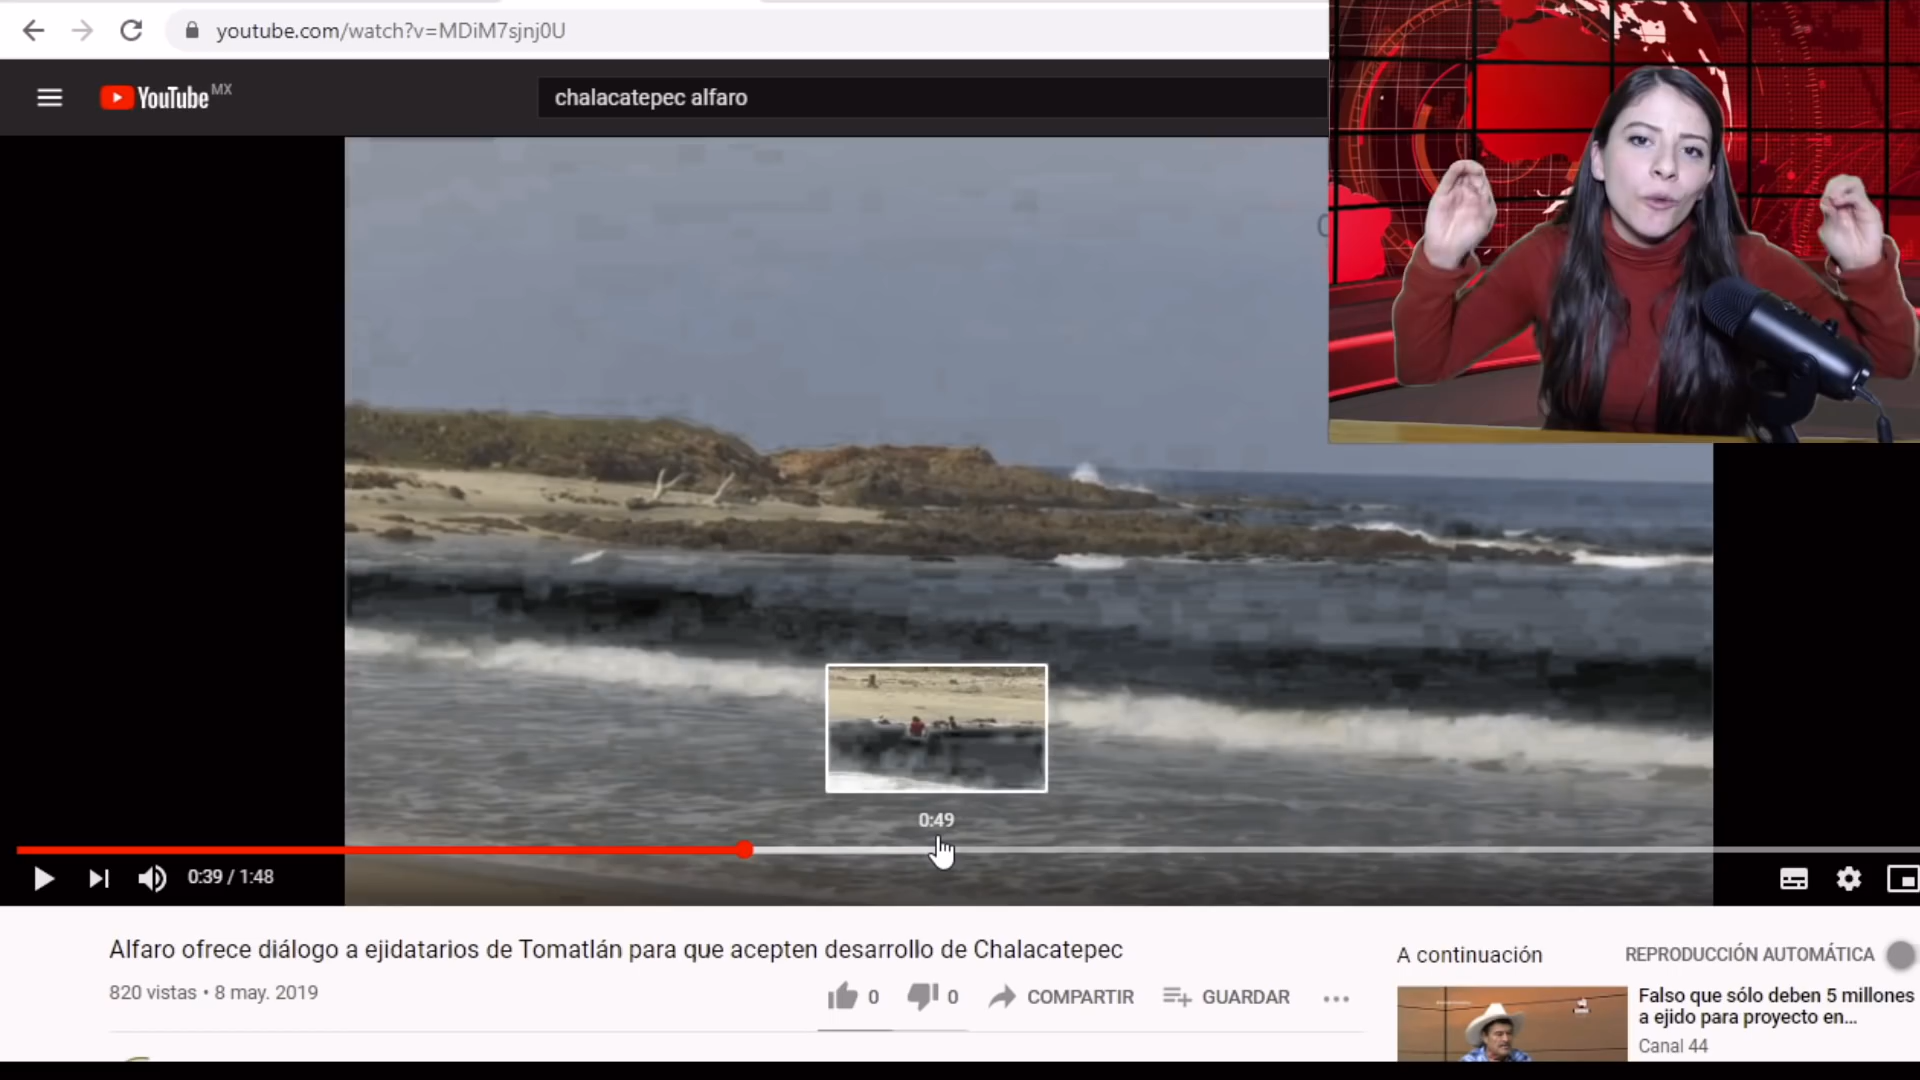 youtube.com/watch?v=MDiM7sjnj0U
YouTube MX
chalacatepec alfaro
0:49
0:39 / 1:48
Alfaro ofrece diálogo a ejidatarios de Tomatlán para que acepten desarrollo de Chalacatepec
820 vistas • 8 may. 2019
0
0
COMPARTIR
GUARDAR
A continuación
REPRODUCCIÓN AUTOMÁTICA
Falso que sólo deben 5 millones
a ejido para proyecto en...
Canal 44